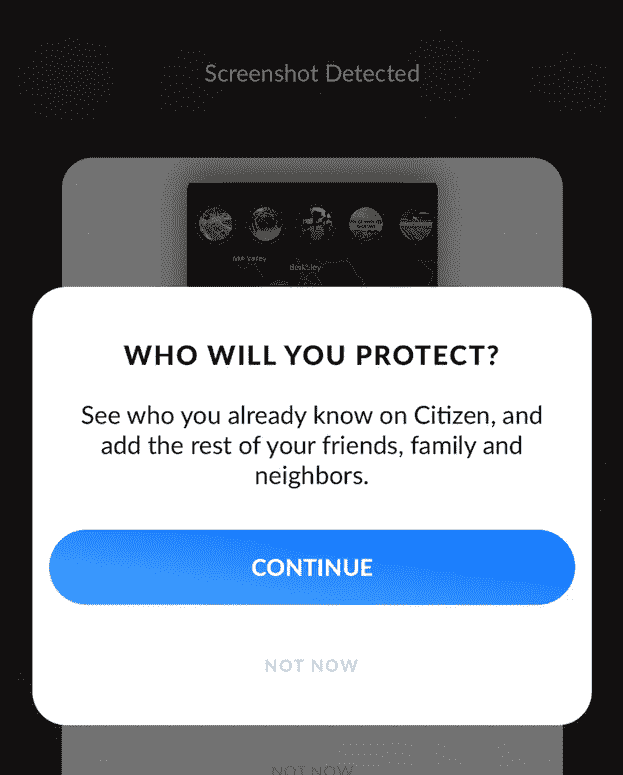 Screenshot Detected
Mill Valley
Berkeley
WHO WILL YOU PROTECT?
See who you already know on Citizen, and
add the rest of your friends, family and
neighbors.
CONTINUE
NOT NOW
NOT NOW